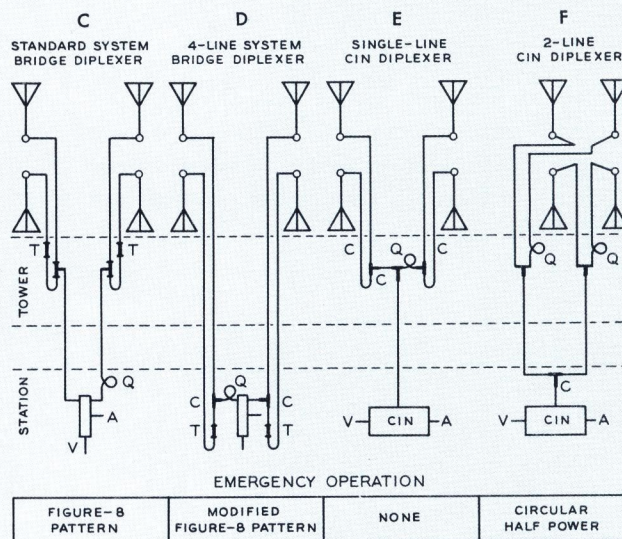 C
STANDARD SYSTEM
BRIDGE DIPLEXER
D
4-LINE SYSTEM
BRIDGE DIPLEXER
E
SINGLE-LINE
CIN DIPLEXER
F
2-LINE
CIN DIPLEXER
TOWER
STATION
T
T
Q
A
V
C
Q
C
T
T
C
Q
C
C
V
CIN
A
Q
Q
C
V
CIN
A
EMERGENCY OPERATION
FIGURE-8
PATTERN
MODIFIED
FIGURE-8 PATTERN
NONE
CIRCULAR
HALF POWER